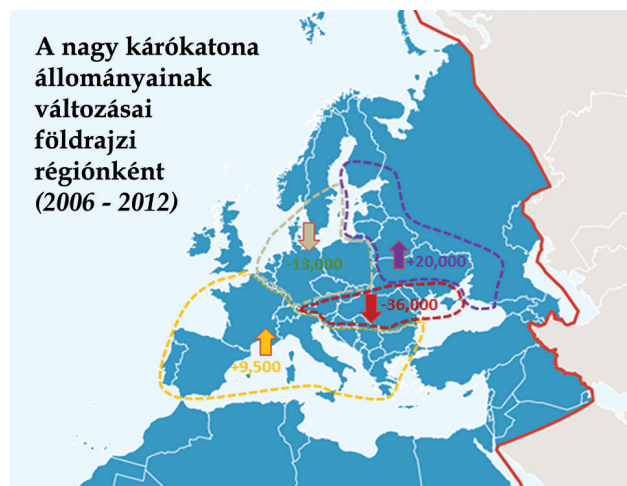 A nagy kárókatona
állományainak
változásai
földrajzi
régiónként
(2006 - 2012)
-13,000
+20,000
-36,000
+9,500